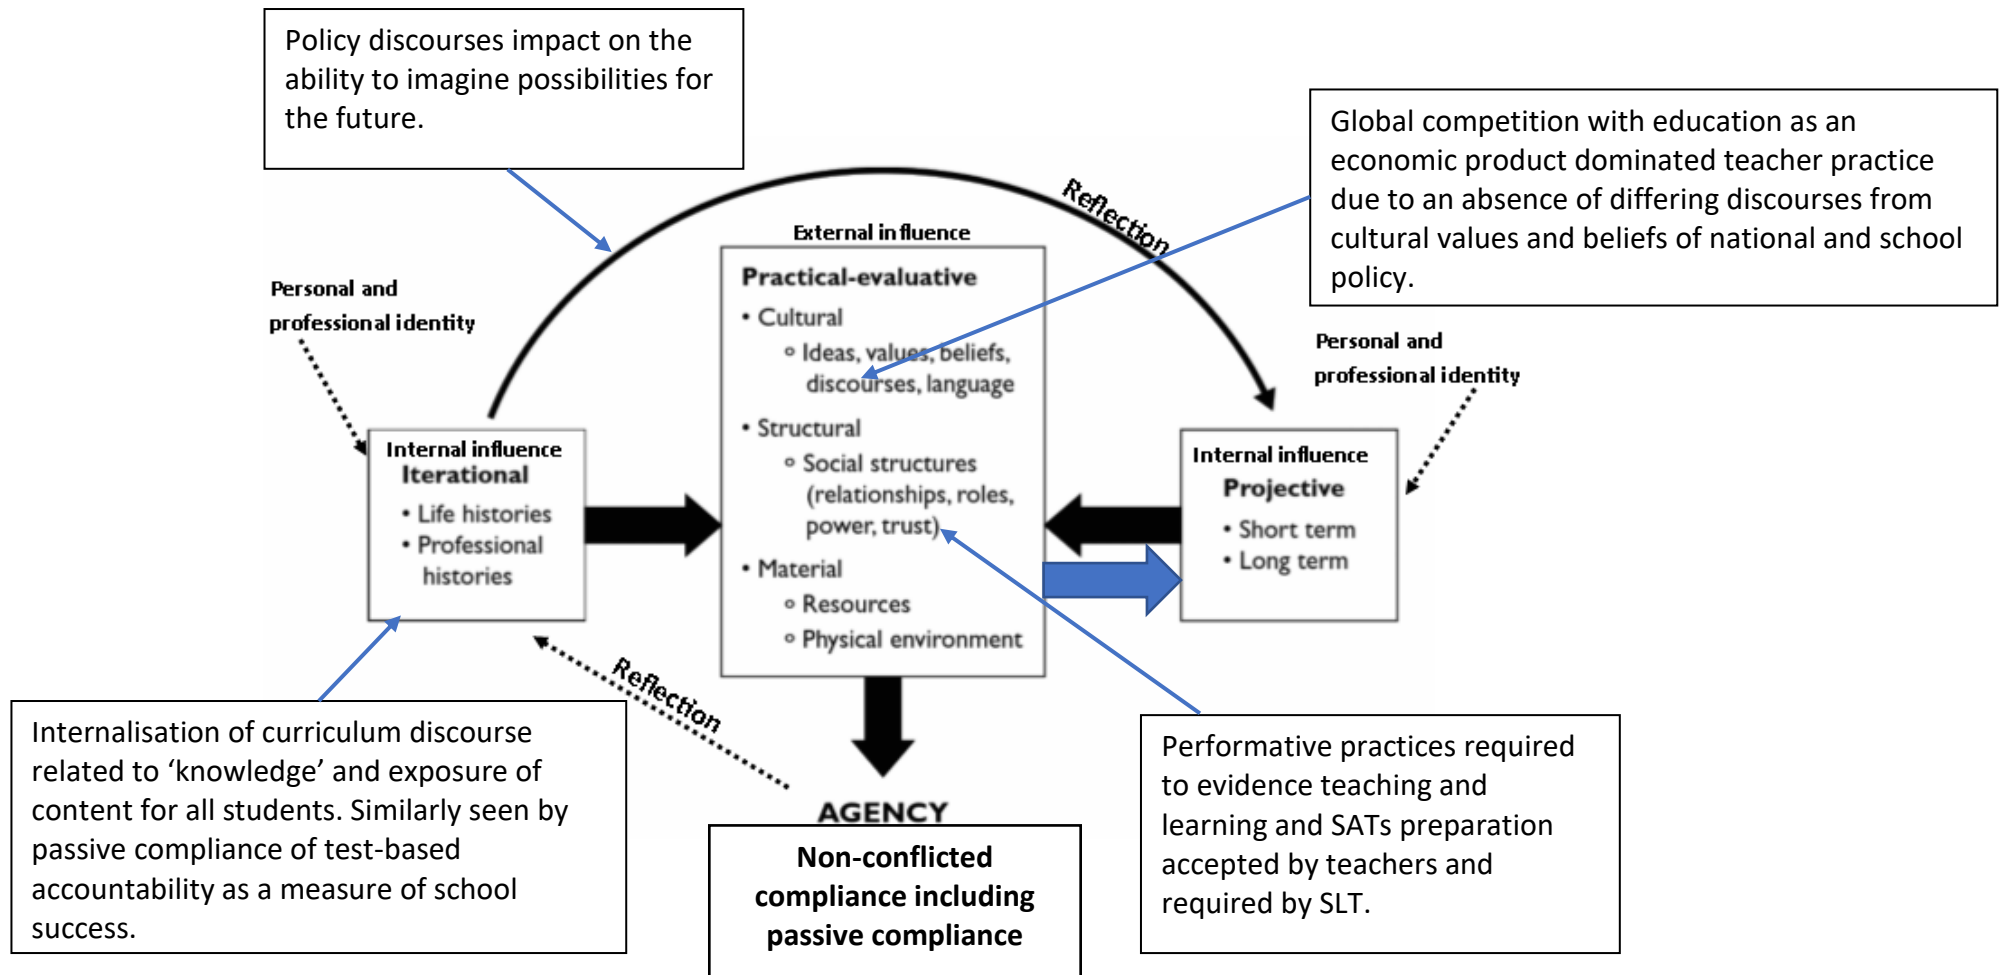 Policy discourses impact on the
ability to imagine possibilities for
the future.
Global competition with education as an
economic product dominated teacher practice
due to an absence of differing discourses from
cultural values and beliefs of national and school
policy.
Reflection
External influence
Practical-evaluative
• Cultural
◦ Ideas, values, beliefs,
discourses, language
• Structural
◦ Social structures
(relationships, roles,
power, trust)
• Material
◦ Resources
◦ Physical environment
Personal and
professional identity
Internal influence
Iterational
• Life histories
• Professional
histories
Personal and
professional identity
Internal influence
Projective
• Short term
• Long term
Reflection
Internalisation of curriculum discourse
related to ‘knowledge’ and exposure of
content for all students. Similarly seen by
passive compliance of test-based
accountability as a measure of school
success.
AGENCY
Non-conflicted
compliance including
passive compliance
Performative practices required
to evidence teaching and
learning and SATs preparation
accepted by teachers and
required by SLT.